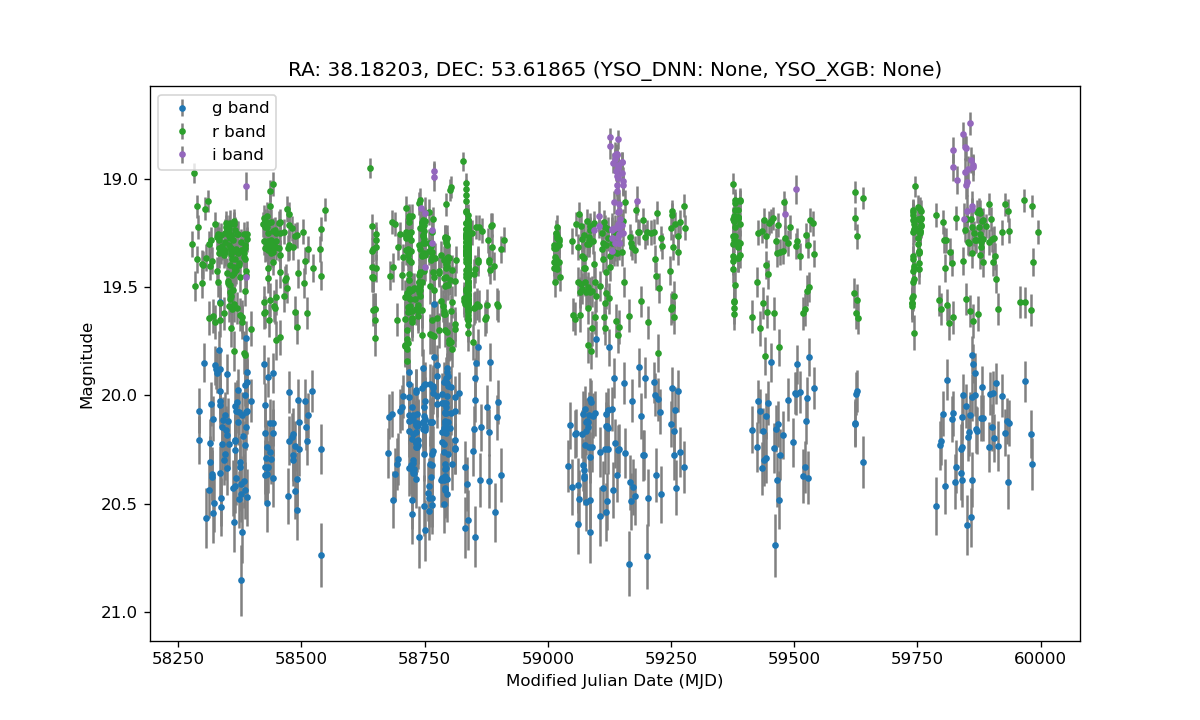 RA: 38.18203, DEC: 53.61865 (YSO_DNN: None, YSO_XGB: None)
g band
r band
i band
19.0
19.5
20.0
20.5
21.0
Magnitude
58250 58500 58750 59000 59250 59500 59750 60000
Modified Julian Date (MJD)